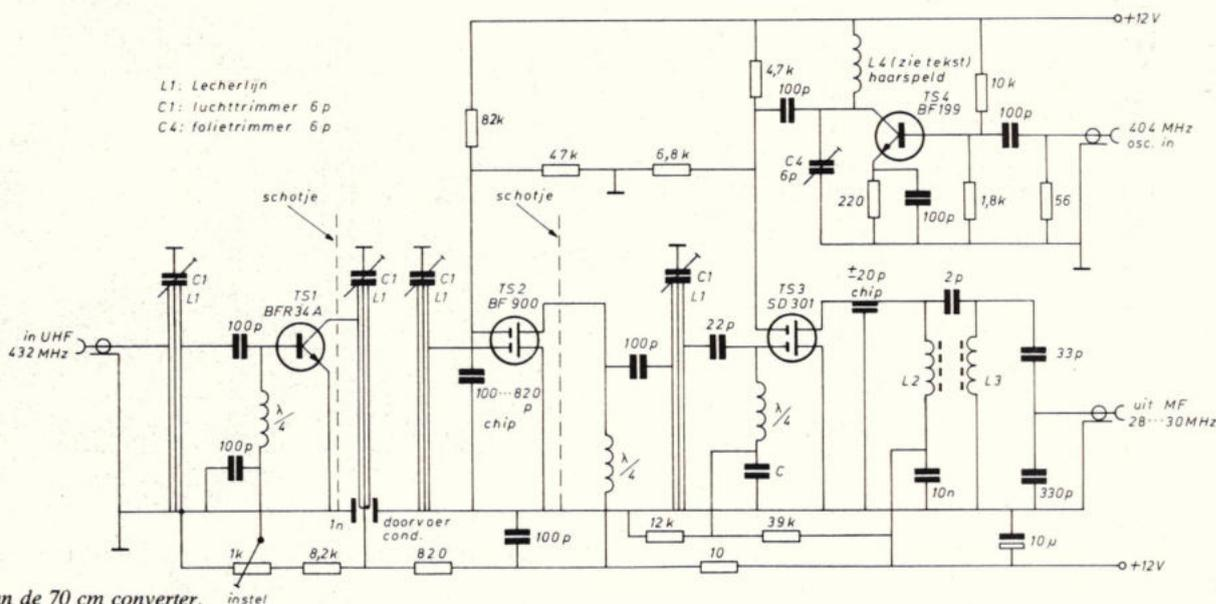 +12V
L1: Lecherlijn
C1: luchttrimmer 6p
C4: folietrimmer 6p
4,7k
L4 (zie tekst)
haarspeld
10k
TS4
BF199
100p
100p
404 MHz
osc. in
82k
47k
6,8k
C4
6p
220
100p
1,8k
56
schotje
schotje
C1
L1
TS1
BFR34A
C1
L1
C1
L1
TS2
BF 900
C1
L1
TS3
SD301
±20p
chip
2p
in UHF
432 MHz
100p
22p
100p
33p
100...820
p
chip
λ/4
λ/4
λ/4
L2
L3
uit MF
28...30MHz
100p
C
10n
330p
1n
doorvoer
cond.
100p
12k
39k
10µ
1k
8,2k
820
10
+12V
an de 70 cm converter.
instel